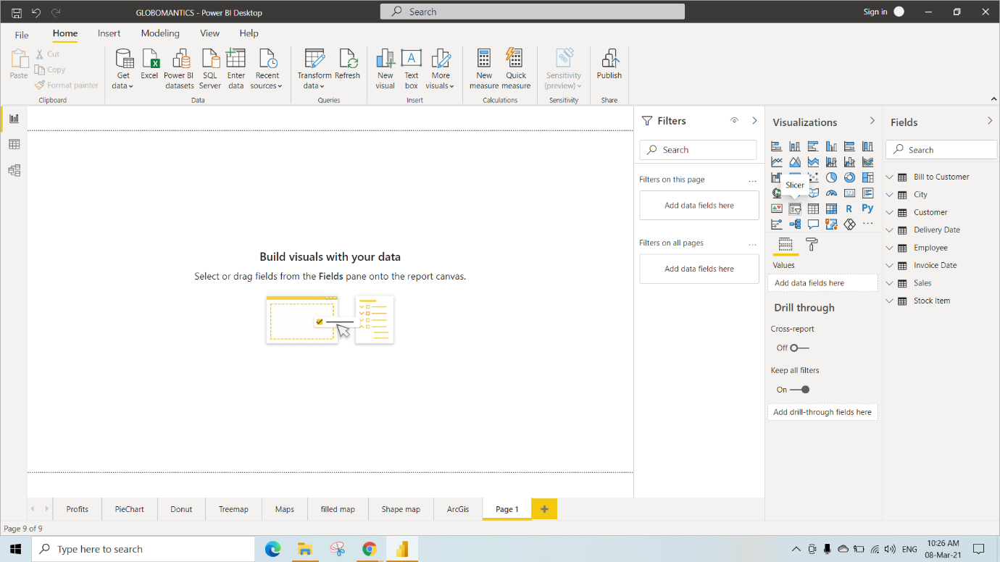 GLOBOMANTICS - Power BI Desktop
Search
Sign in
File
Home
Insert
Modeling
View
Help
Paste
Cut
Copy
Format painter
Clipboard
Get
data
Excel
Power BI
datasets
SQL
Server
Enter
data
Recent
sources
Data
Transform
data
Refresh
Queries
New
visual
Text
box
More
visuals
Insert
New
measure
Quick
measure
Calculations
Sensitivity
(preview)
Sensitivity
Publish
Share
Build visuals with your data
Select or drag fields from the Fields pane onto the report canvas.
Filters
Search
Filters on this page
...
Add data fields here
Filters on all pages
...
Add data fields here
Visualizations
Slicer
R
Py
...
Values
Add data fields here
Drill through
Cross-report
Off
Keep all filters
On
Add drill-through fields here
Fields
Search
Bill to Customer
City
Customer
Delivery Date
Employee
Invoice Date
Sales
Stock Item
Profits
PieChart
Donut
Treemap
Maps
filled map
Shape map
ArcGis
Page 1
Page 9 of 9
Type here to search
ENG
10:26 AM
08-Mar-21